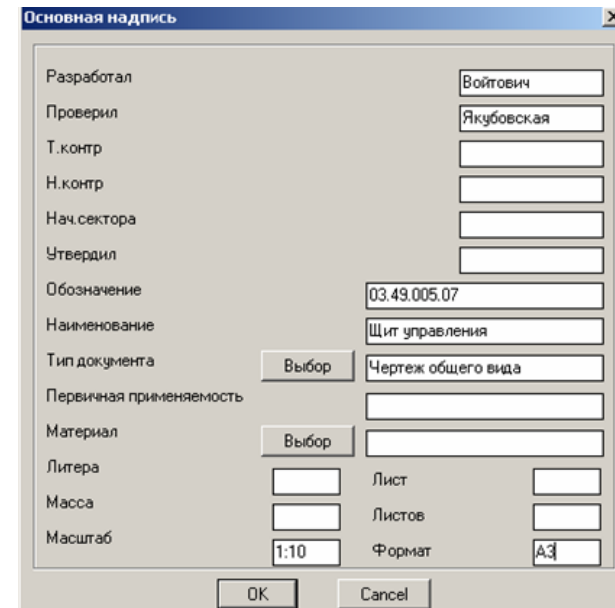 Основная надпись
Разработал Войтович
Проверил Якубовская
Т.контр
Н.контр
Нач.сектора
Утвердил
Обозначение 03.49.005.07
Наименование Щит управления
Тип документа Выбор Чертеж общего вида
Первичная применяемость
Материал Выбор
Литера Лист
Масса Листов
Масштаб 1:10 Формат А3
OK Cancel